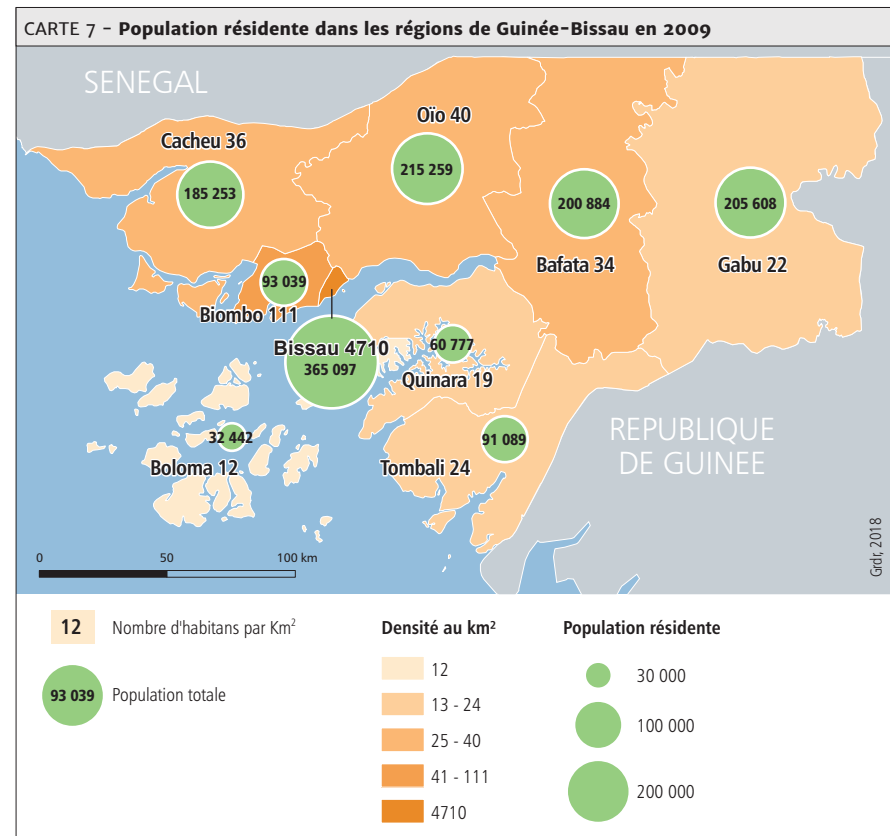 CARTE 7 – Population résidente dans les régions de Guinée-Bissau en 2009
SENEGAL
Oïo 40
215 259
Cacheu 36
185 253
200 884
Bafata 34
205 608
Gabu 22
93 039
Biombo 111
Bissau 4710
365 097
60 777
Quinara 19
32 442
Boloma 12
91 089
Tombali 24
REPUBLIQUE
DE GUINEE
0 50 100 km
Grdr, 2018
12 Nombre d'habitans par Km²
93 039 Population totale
Densité au km²
12
13 - 24
25 - 40
41 - 111
4710
Population résidente
30 000
100 000
200 000